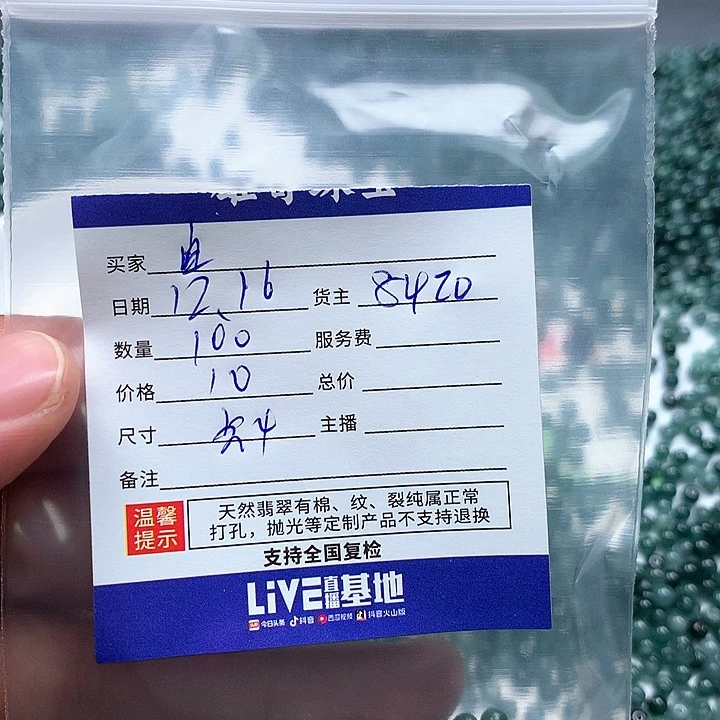 买家
日期 12.16 货主 8420
数量 100 服务费
价格 10 总价
尺寸 主播
备注
温馨提示
天然翡翠有棉、纹、裂纯属正常
打孔，抛光等定制产品不支持退换
支持全国复检
LiVE直播基地
今日头条 抖音 西瓜视频 抖音火山版